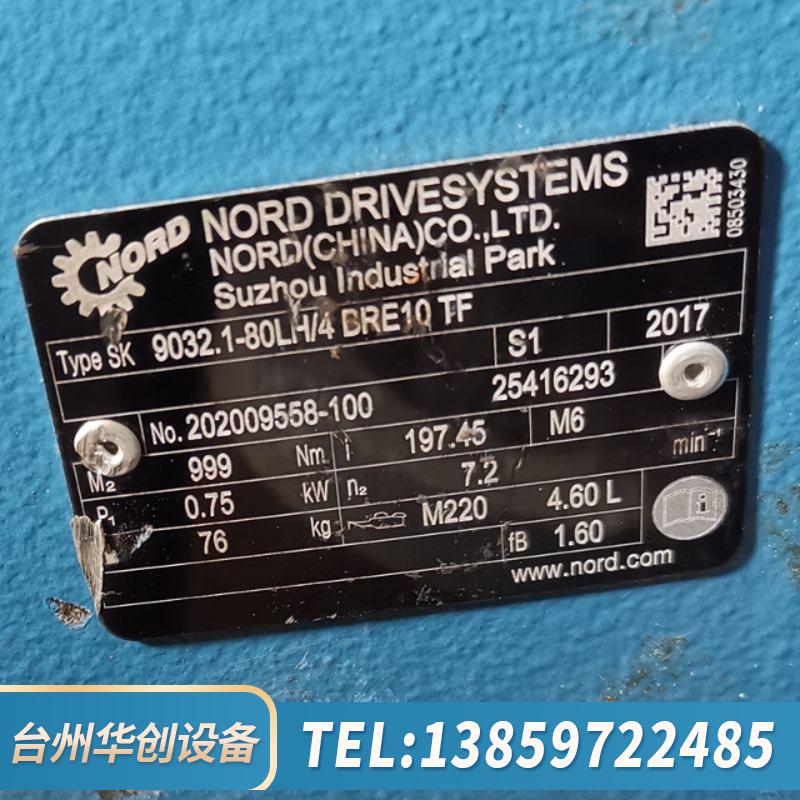 NORD
NORD DRIVESYSTEMS
NORD(CHINA)CO.,LTD.
Suzhou Industrial Park
08503430
Type SK 9032.1-80LH/4 BRE10 TF S1 2017
No. 202009558-100 25416293
M₂ 999 Nm i 197.45 M6
P₁ 0.75 kW n₂ 7.2 min⁻¹
76 kg M220 4.60 L
fB 1.60
i
www.nord.com
台州华创设备 TEL:13859722485